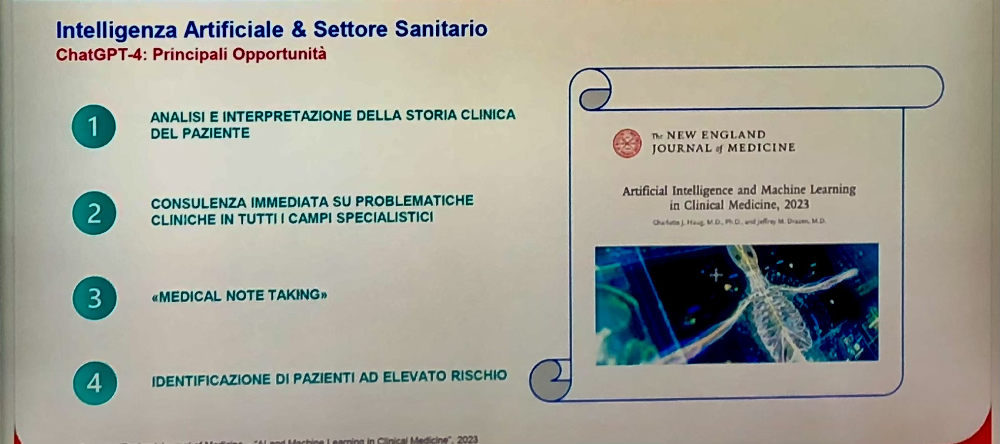 Intelligenza Artificiale & Settore Sanitario
ChatGPT-4: Principali Opportunità
1
ANALISI E INTERPRETAZIONE DELLA STORIA CLINICA
DEL PAZIENTE
2
CONSULENZA IMMEDIATA SU PROBLEMATICHE
CLINICHE IN TUTTI I CAMPI SPECIALISTICI
3
«MEDICAL NOTE TAKING»
4
IDENTIFICAZIONE DI PAZIENTI AD ELEVATO RISCHIO
The NEW ENGLAND
JOURNAL of MEDICINE
Artificial Intelligence and Machine Learning
in Clinical Medicine, 2023
Charlotte J. Haug, M.D., Ph.D., and Jeffrey M. Drazen, M.D.
Journal of Medicine "AI and Machine Learning in Clinical Medicine", 2023